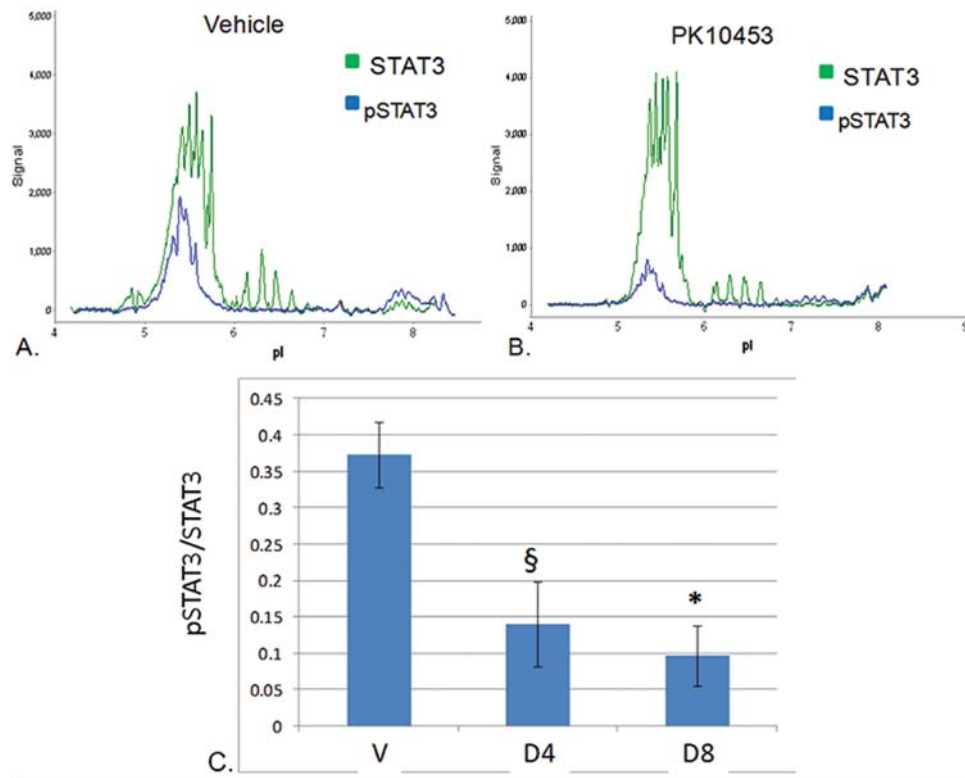 Vehicle
STAT3
pSTAT3
5,000
4,000
3,000
2,000
1,000
0
Signal
4 5 6 7 8
pI
A.
PK10453
STAT3
pSTAT3
5,000
4,000
3,000
2,000
1,000
0
Signal
4 5 6 7 8 9
pI
B.
0.45
0.4
0.35
0.3
0.25
0.2
0.15
0.1
0.05
0
pSTAT3/STAT3
§
*
V D4 D8
C.